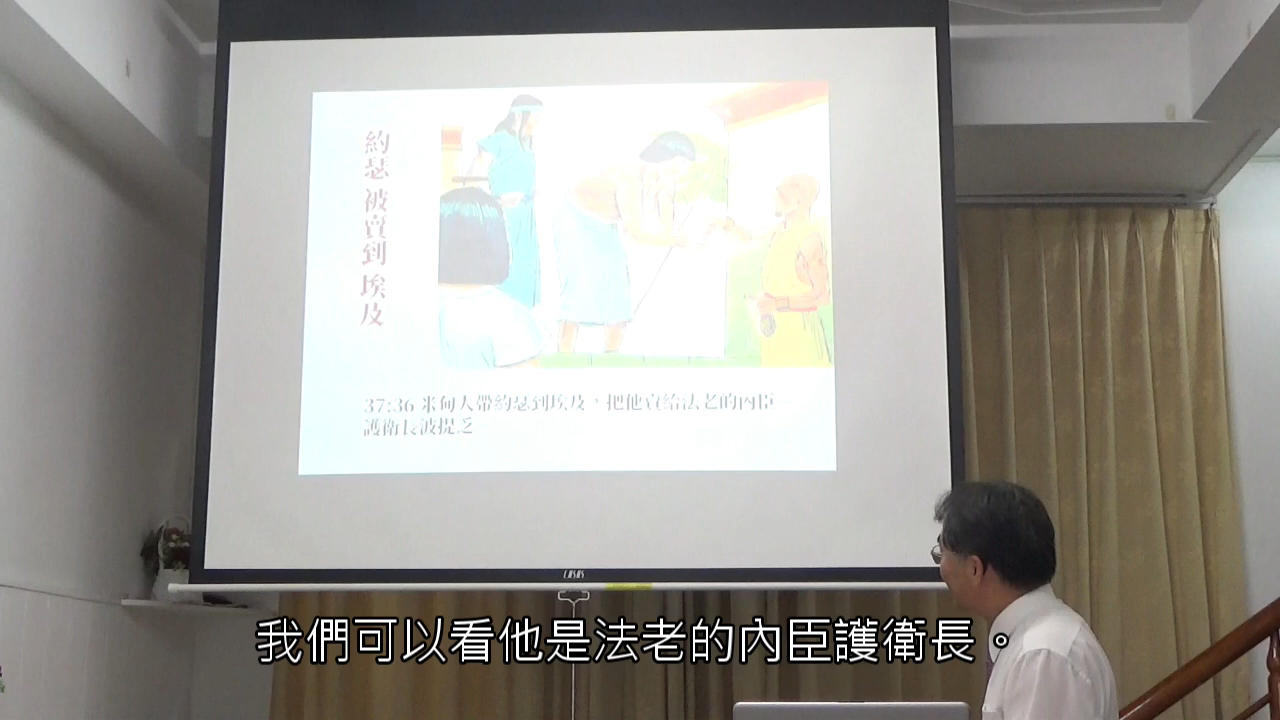 約瑟 被賣到 埃及
37:36 米甸人帶約瑟到埃及，把他賣給法老的內臣—
護衛長波提乏
我們可以看他是法老的內臣護衛長。